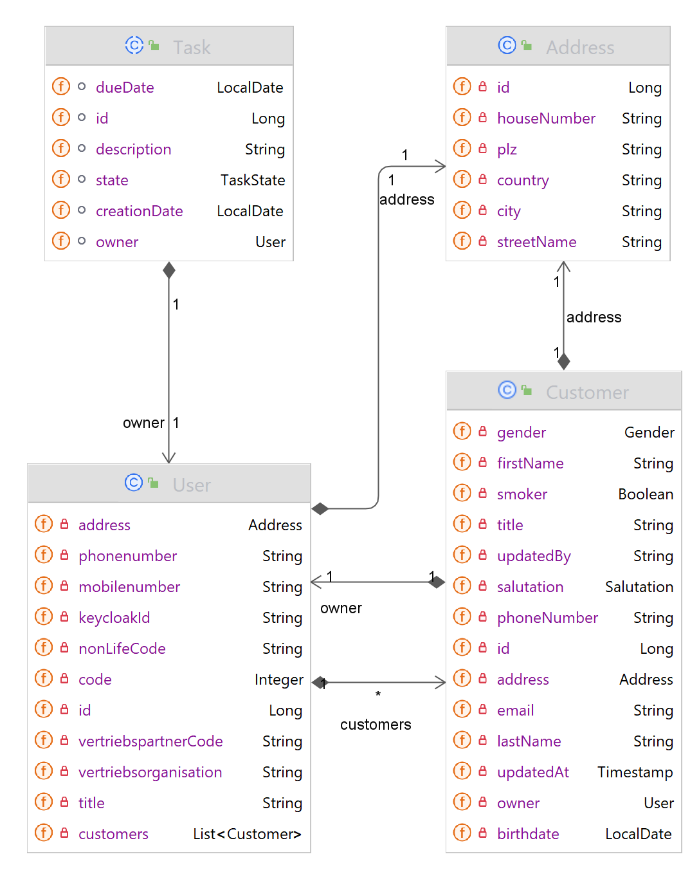 Task
dueDate LocalDate
id Long
description String
state TaskState
creationDate LocalDate
owner User
Address
id Long
houseNumber String
plz String
country String
city String
streetName String
1
1
address
1
address
1
1
owner 1
User
address Address
phonenumber String
mobilenumber String
keycloakId String
nonLifeCode String
code Integer
id Long
vertriebspartnerCode String
vertriebsorganisation String
title String
customers List<Customer>
1 1
owner
1
*
customers
Customer
gender Gender
firstName String
smoker Boolean
title String
updatedBy String
salutation Salutation
phoneNumber String
id Long
address Address
email String
lastName String
updatedAt Timestamp
owner User
birthdate LocalDate